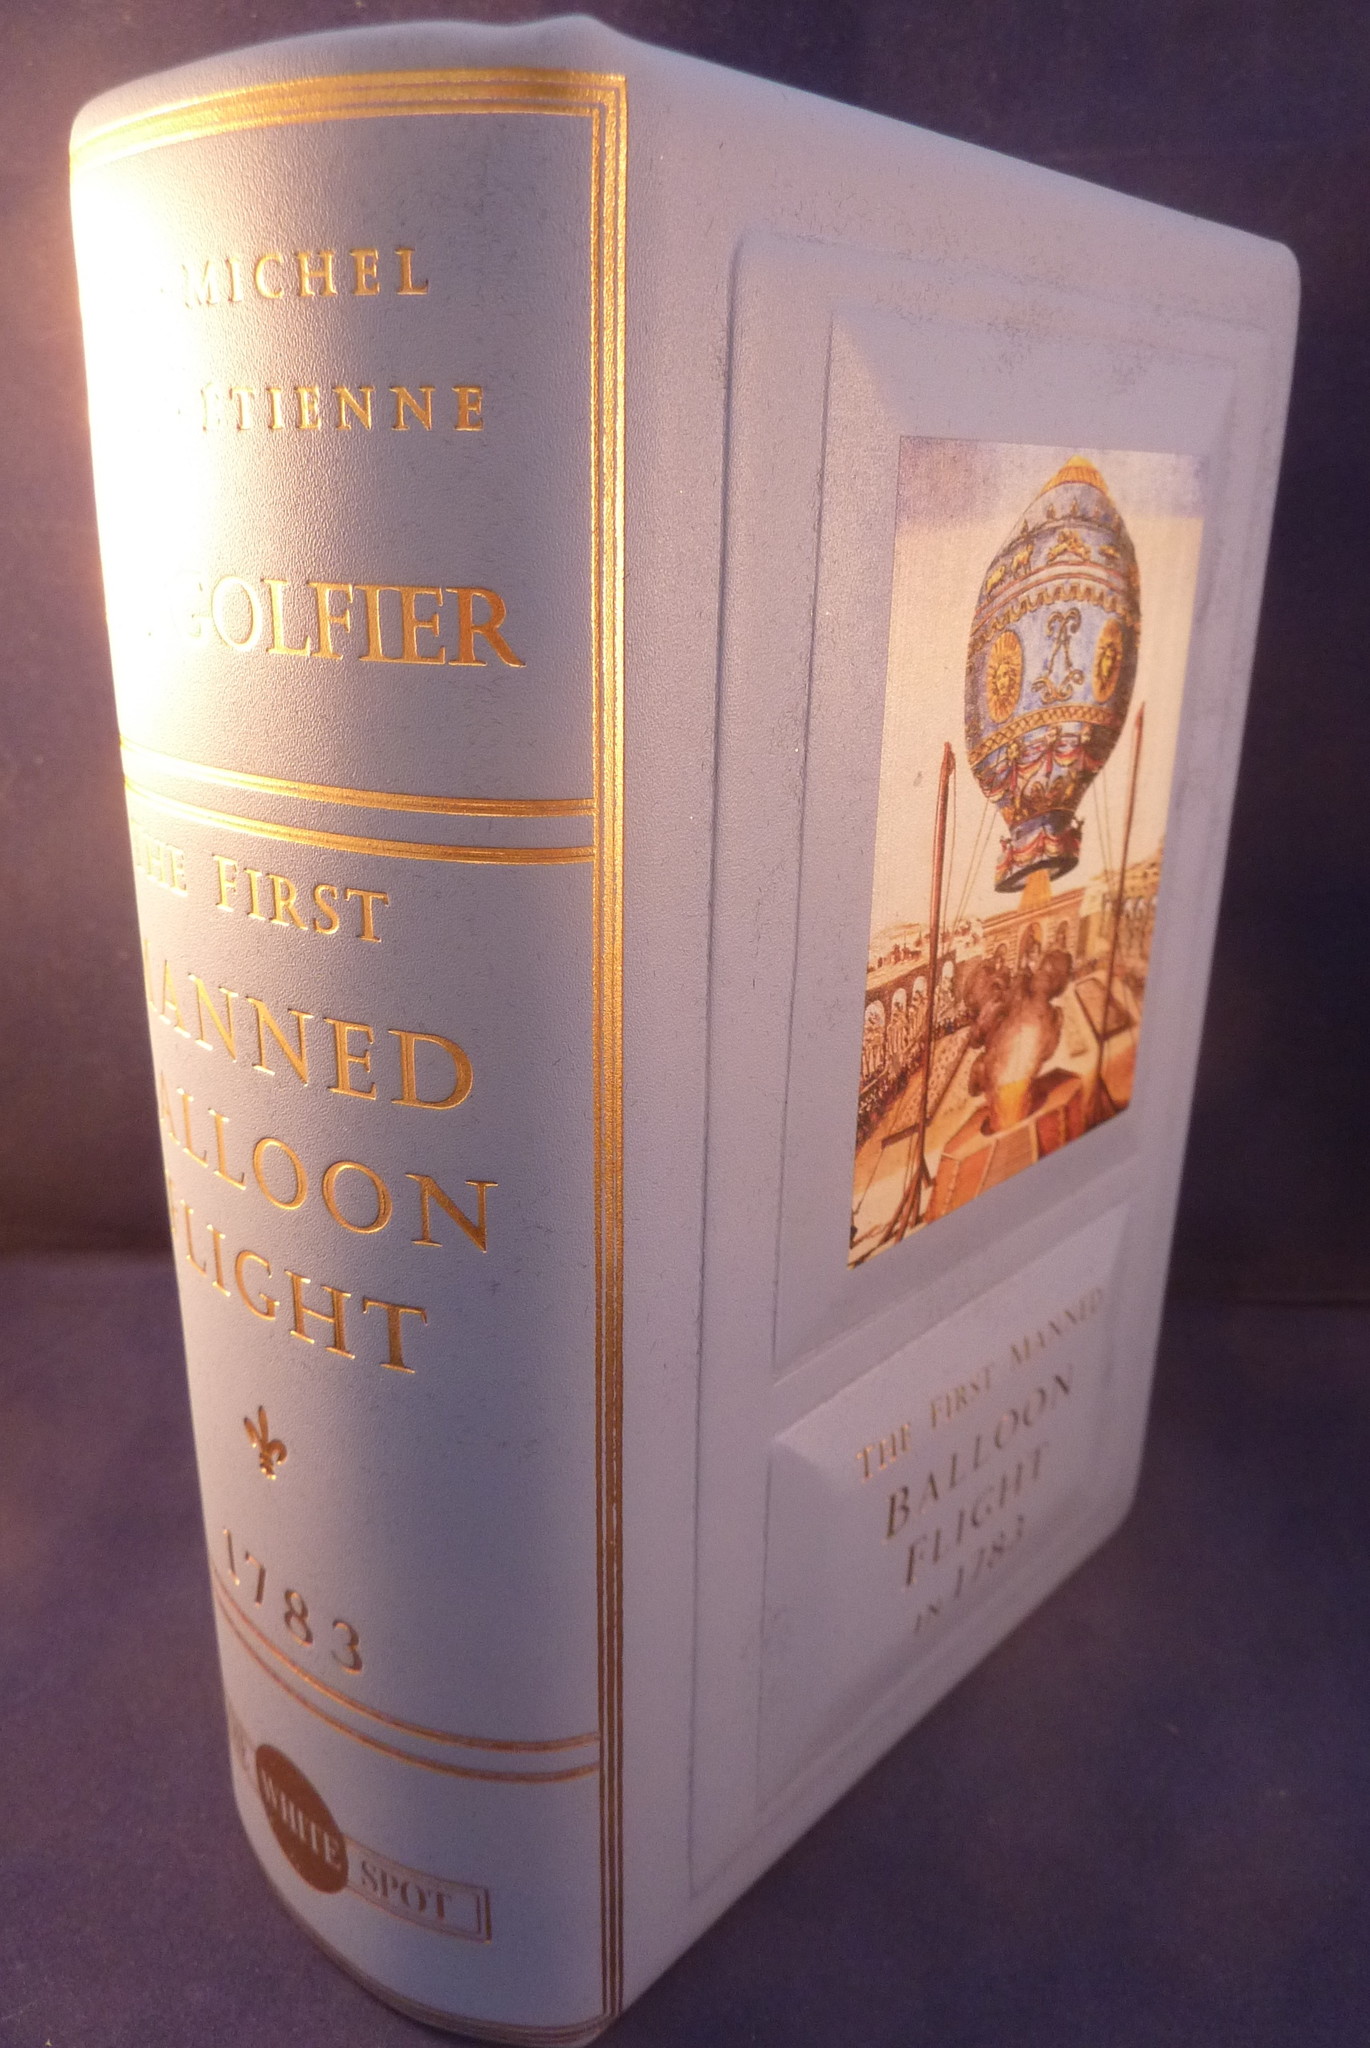 MICHEL
ETIENNE
GOLFIER
THE FIRST
MANNED
BALLOON
FLIGHT
1783
WHITE
SPOT
THE FIRST MANNED
BALLOON
FLIGHT
IN 1783